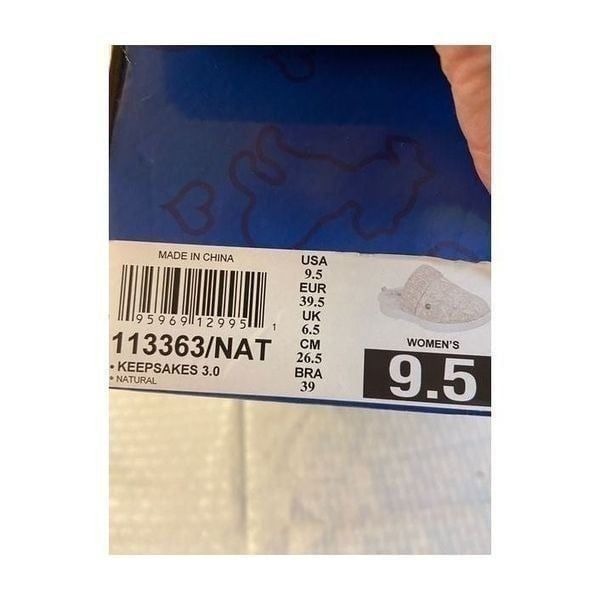 MADE IN CHINA
95969 12995 1
113363/NAT
• KEEPSAKES 3.0
• NATURAL
USA
9.5
EUR
39.5
UK
6.5
CM
26.5
BRA
39
WOMEN'S
9.5